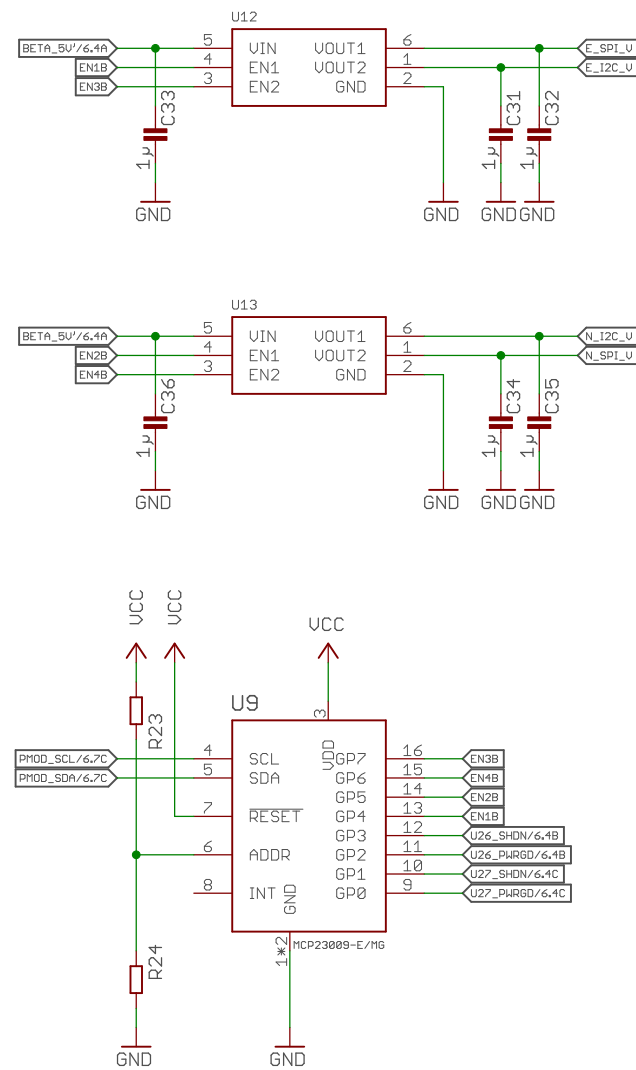 U12
BETA_5V'/6.4A 5 VIN VOUT1 6 E_SPI_V
EN1B 4 EN1 VOUT2 1 E_I2C_V
EN3B 3 EN2 GND 2
C33 C31 C32
1µ 1µ 1µ
GND GND GND GND
U13
BETA_5V'/6.4A 5 VIN VOUT1 6 N_I2C_V
EN2B 4 EN1 VOUT2 1 N_SPI_V
EN4B 3 EN2 GND 2
C36 C34 C35
1µ 1µ 1µ
GND GND GND GND
VCC VCC VCC
U9
R23 3
VDD
PMOD_SCL/6.7C 4 SCL GP7 16 EN3B
PMOD_SDA/6.7C 5 SDA GP6 15 EN4B
GP5 14 EN2B
7 RESET GP4 13 EN1B
GP3 12 U26_SHDN/6.4B
6 ADDR GP2 11 U26_PWRGD/6.4B
GP1 10 U27_SHDN/6.4C
8 INT GND GP0 9 U27_PWRGD/6.4C
R24 1*2 MCP23009-E/MG
GND GND